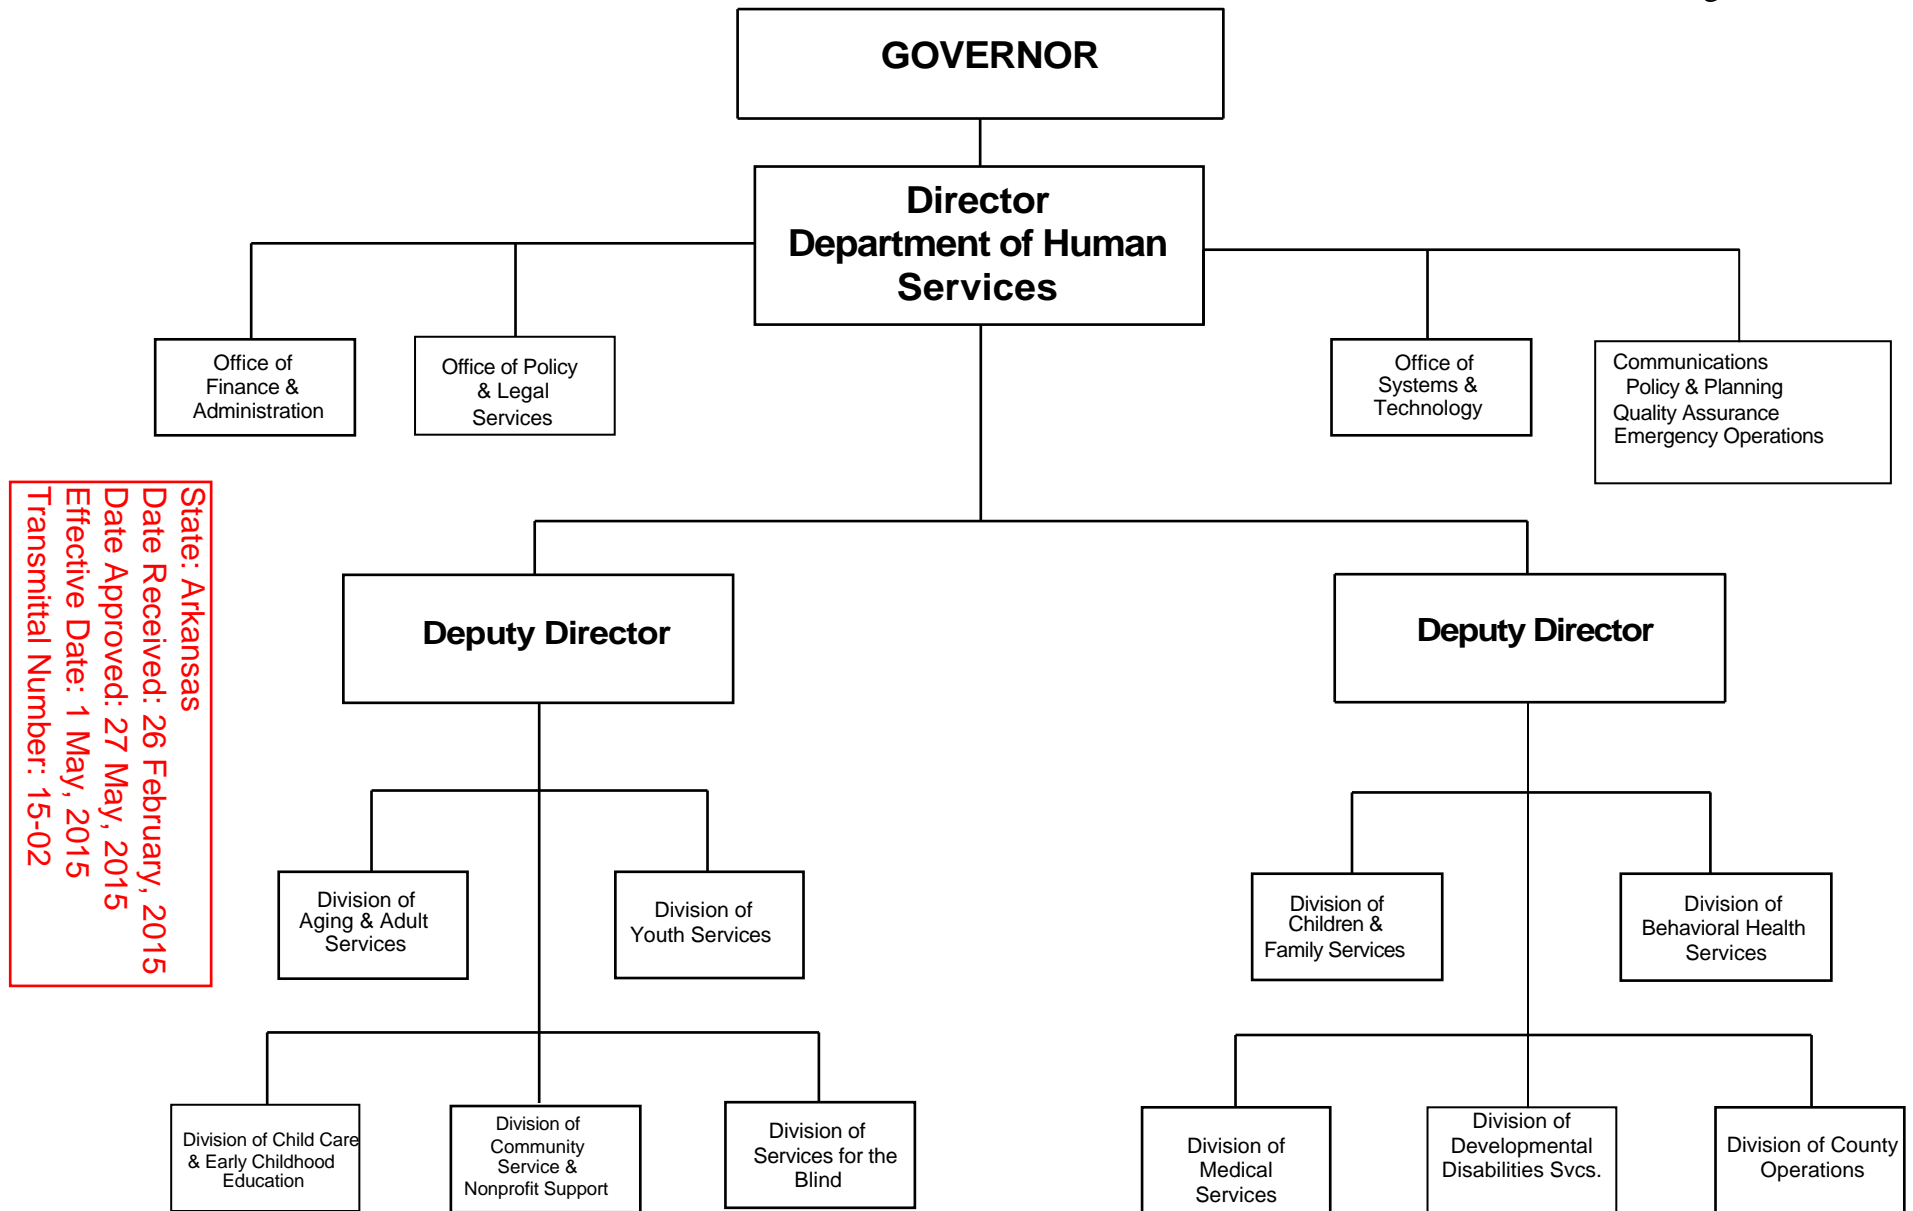 GOVERNOR
Director
Department of Human
Services
Office of
Finance &
Administration
Office of Policy
& Legal
Services
Office of
Systems &
Technology
Communications
Policy & Planning
Quality Assurance
Emergency Operations
State: Arkansas
Date Received: 26 February, 2015
Date Approved: 27 May, 2015
Effective Date: 1 May, 2015
Transmittal Number: 15-02
Deputy Director
Deputy Director
Division of
Aging & Adult
Services
Division of
Youth Services
Division of
Children &
Family Services
Division of
Behavioral Health
Services
Division of Child Care
& Early Childhood
Education
Division of
Community
Service &
Nonprofit Support
Division of
Services for the
Blind
Division of
Medical
Services
Division of
Developmental
Disabilities Svcs.
Division of County
Operations